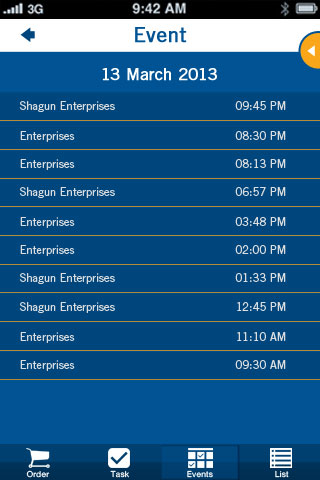 3G 9:42 AM
Event
13 March 2013
Shagun Enterprises 09:45 PM
Enterprises 08:30 PM
Enterprises 08:13 PM
Shagun Enterprises 06:57 PM
Enterprises 03:48 PM
Enterprises 02:00 PM
Shagun Enterprises 01:33 PM
Shagun Enterprises 12:45 PM
Enterprises 11:10 AM
Enterprises 09:30 AM
Order Task Events List